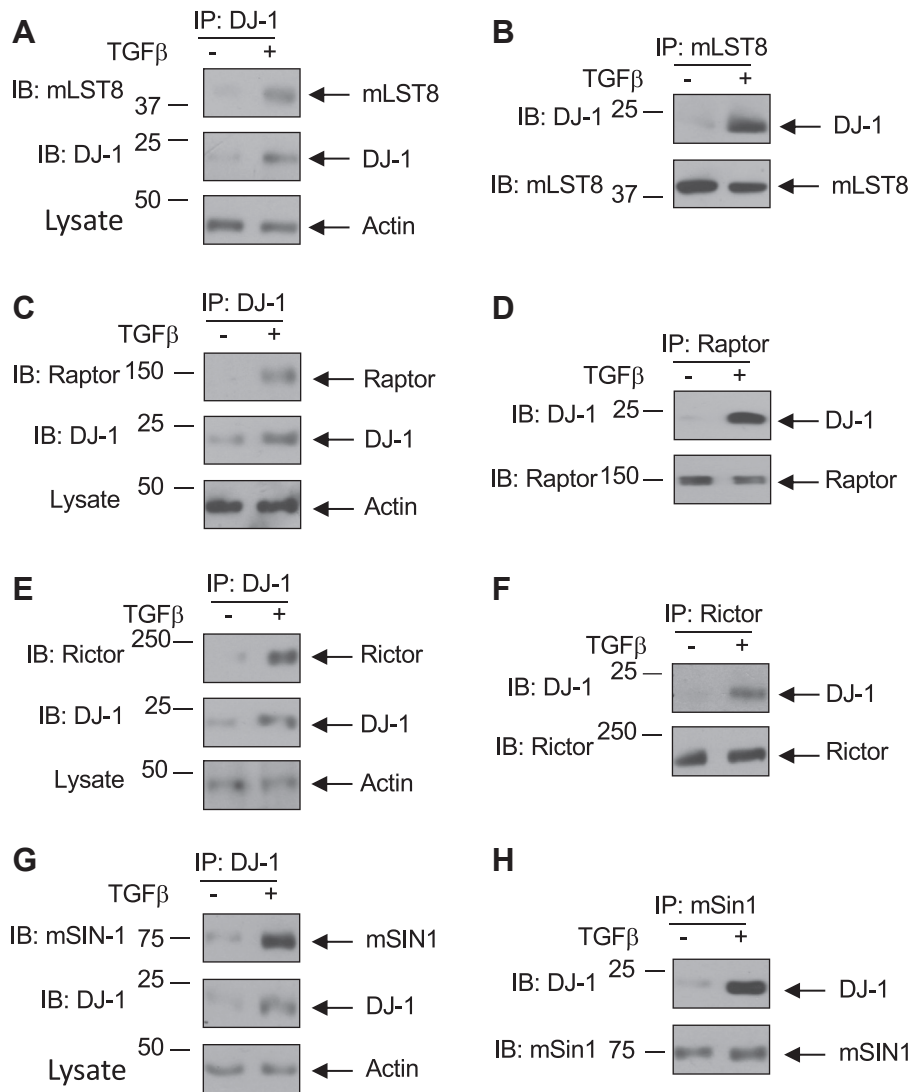 A
IP: DJ-1
TGFβ - +
IB: mLST8 37 mLST8
IB: DJ-1 25 DJ-1
Lysate 50 Actin
B
IP: mLST8
TGFβ - +
IB: DJ-1 25 DJ-1
IB: mLST8 37 mLST8
C
IP: DJ-1
TGFβ - +
IB: Raptor 150 Raptor
IB: DJ-1 25 DJ-1
Lysate 50 Actin
D
IP: Raptor
TGFβ - +
IB: DJ-1 25 DJ-1
IB: Raptor 150 Raptor
E
IP: DJ-1
TGFβ - +
IB: Rictor 250 Rictor
IB: DJ-1 25 DJ-1
Lysate 50 Actin
F
IP: Rictor
TGFβ - +
IB: DJ-1 25 DJ-1
IB: Rictor 250 Rictor
G
IP: DJ-1
TGFβ - +
IB: mSIN-1 75 mSIN1
IB: DJ-1 25 DJ-1
Lysate 50 Actin
H
IP: mSin1
TGFβ - +
IB: DJ-1 25 DJ-1
IB: mSin1 75 mSIN1